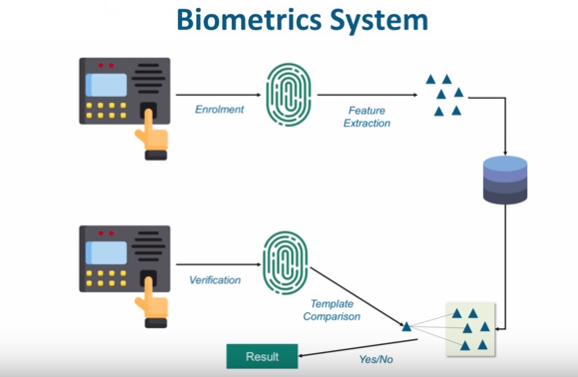 Biometrics System
Enrolment
Feature
Extraction
Verification
Template
Comparison
Result
Yes/No